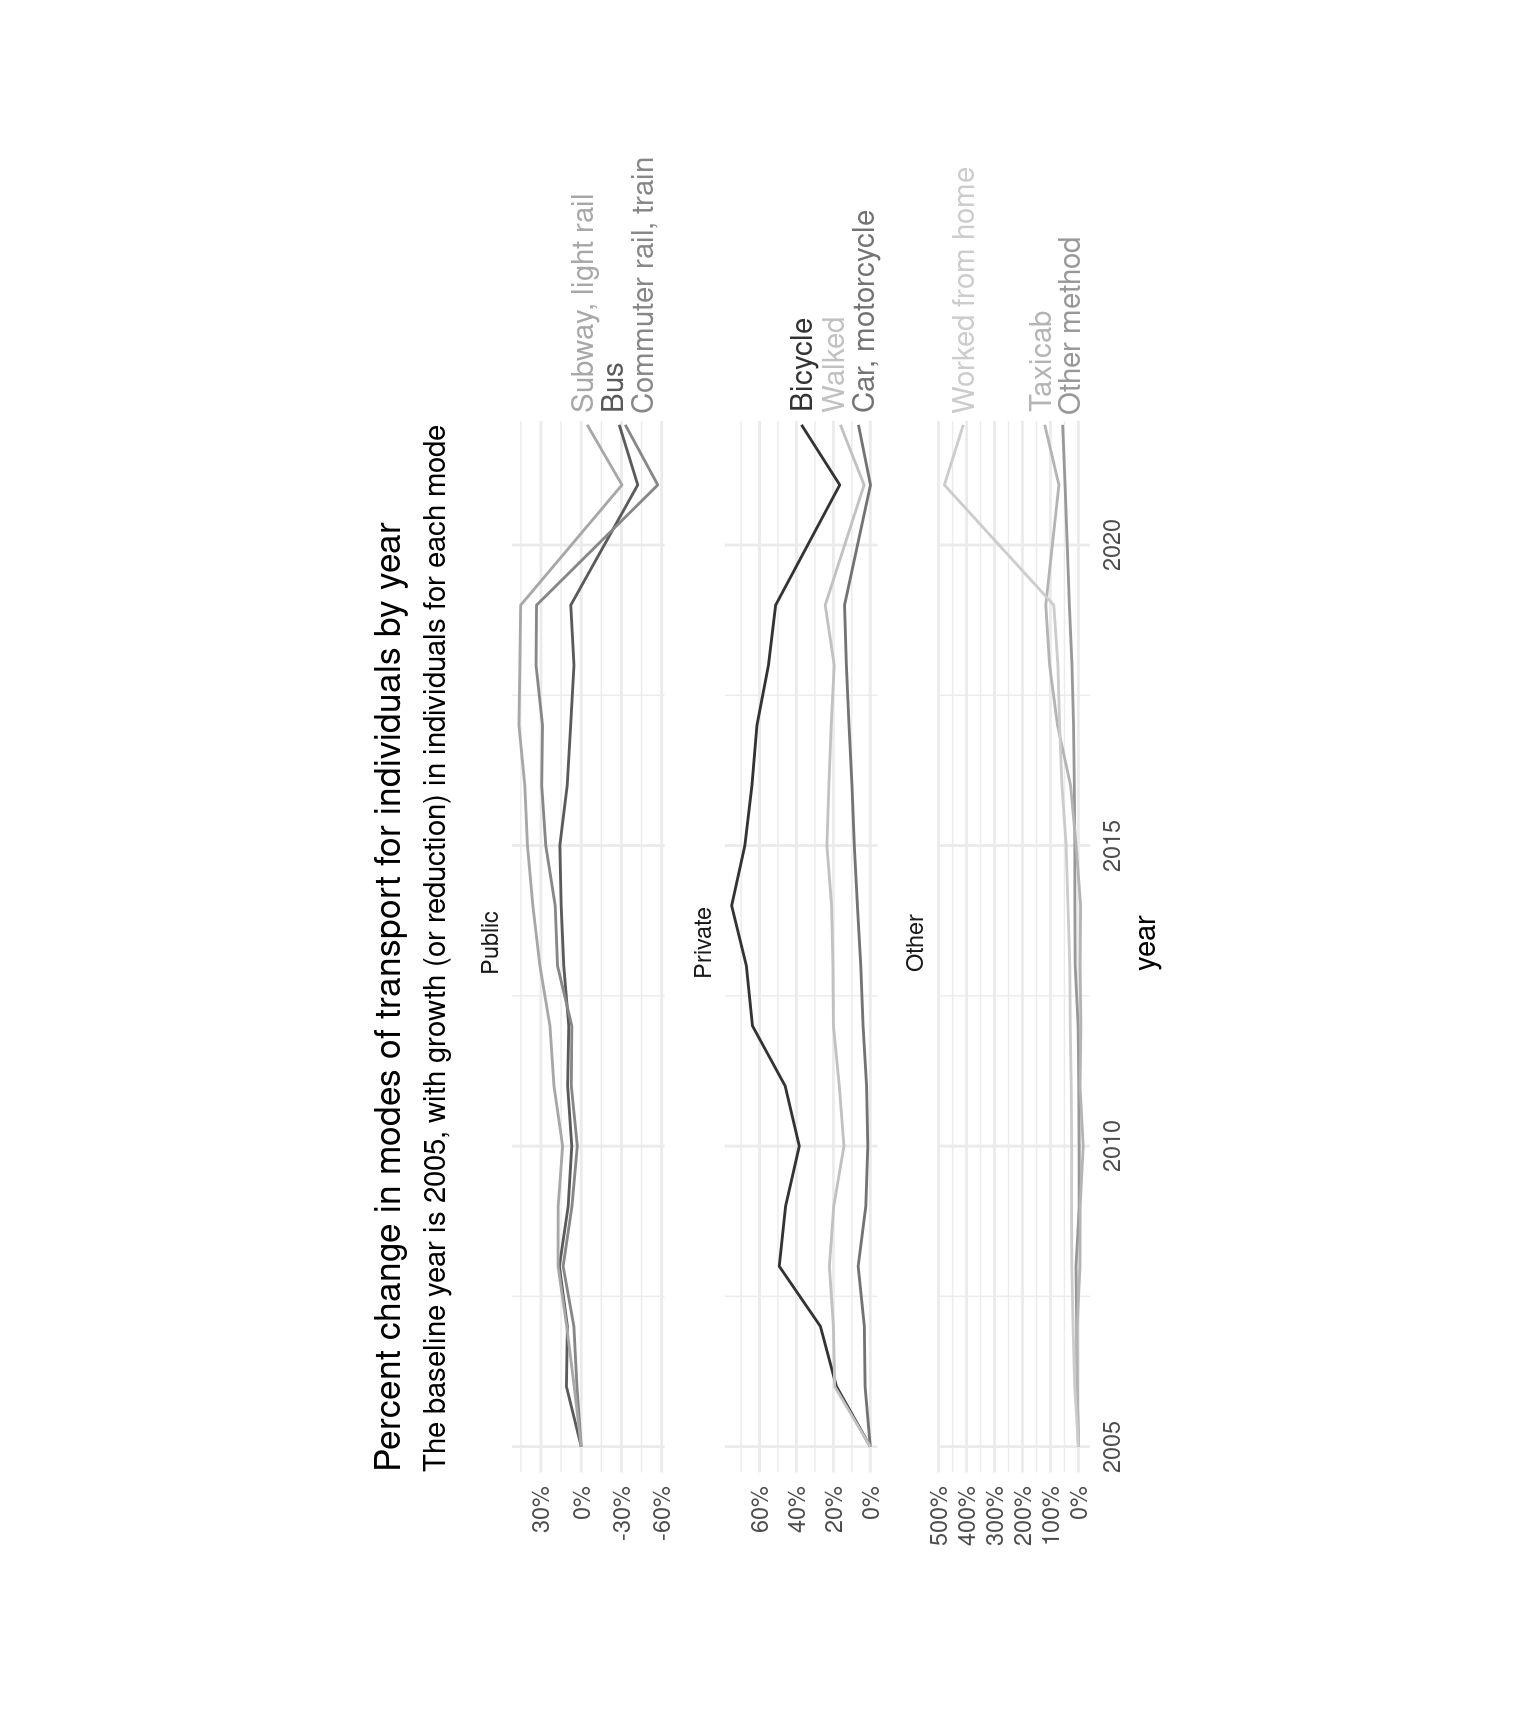 Percent change in modes of transport for individuals by year
The baseline year is 2005, with growth (or reduction) in individuals for each mode
Public
30%
0%
-30%
-60%
Subway, light rail
Bus
Commuter rail, train
Private
60%
40%
20%
0%
Bicycle
Walked
Car, motorcycle
Other
500%
400%
300%
200%
100%
0%
Worked from home
Taxicab
Other method
2005
2010
2015
2020
year